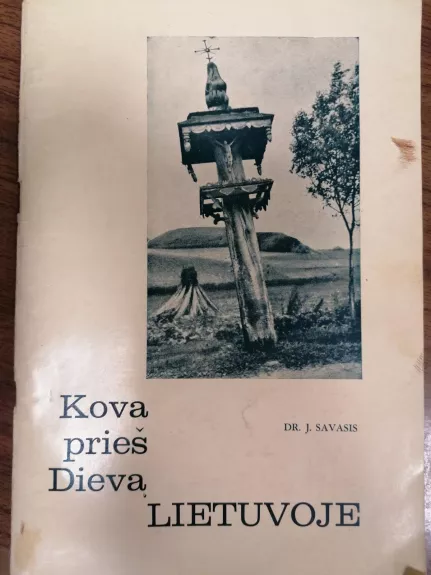 Kova
prieš
Dievą
DR. J. SAVASIS
LIETUVOJE